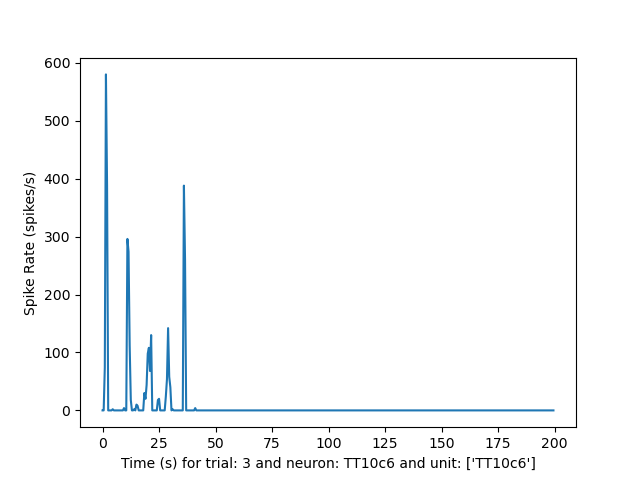 600
500
400
300
200
100
0
Spike Rate (spikes/s)
0 25 50 75 100 125 150 175 200
Time (s) for trial: 3 and neuron: TT10c6 and unit: ['TT10c6']